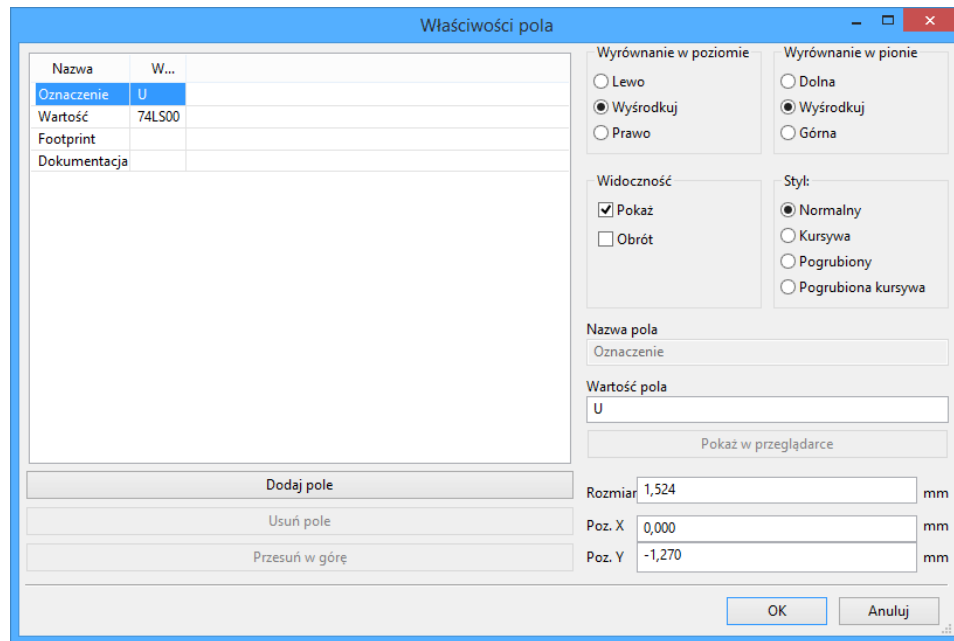 Właściwości pola
Nazwa W...
Oznaczenie U
Wartość 74LS00
Footprint
Dokumentacja
Dodaj pole
Usuń pole
Przesuń w górę
Wyrównanie w poziomie
Lewo
Wyśrodkuj
Prawo
Wyrównanie w pionie
Dolna
Wyśrodkuj
Górna
Widoczność
Pokaż
Obrót
Styl:
Normalny
Kursywa
Pogrubiony
Pogrubiona kursywa
Nazwa pola
Oznaczenie
Wartość pola
U
Pokaż w przeglądarce
Rozmiar 1,524 mm
Poz. X 0,000 mm
Poz. Y -1,270 mm
OK Anuluj